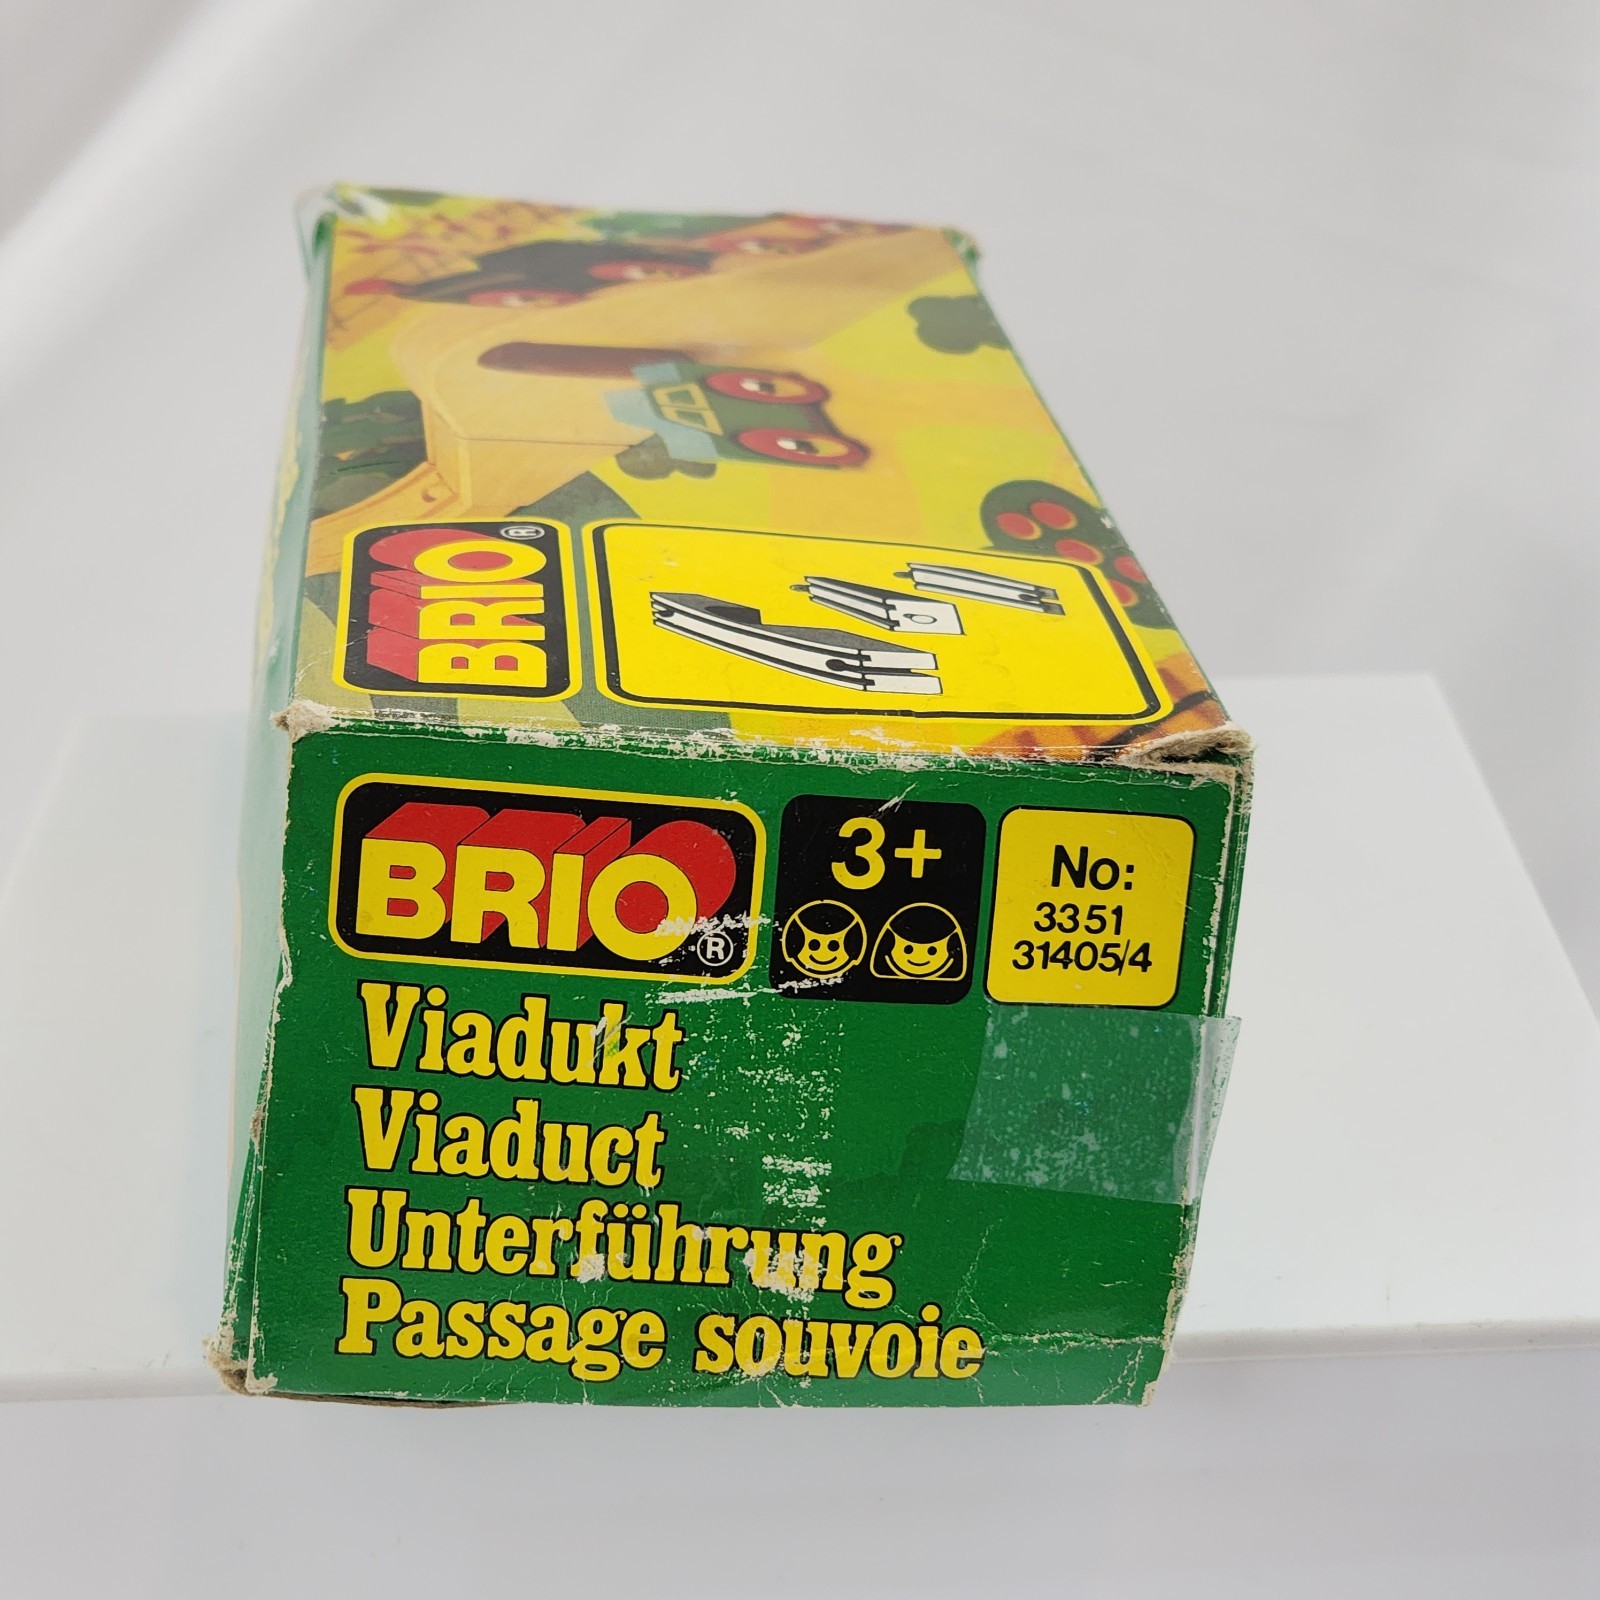 BRIO®
BRIO®
3+
No:
3351
31405/4
Viadukt
Viaduct
Unterführung
Passage souvoie